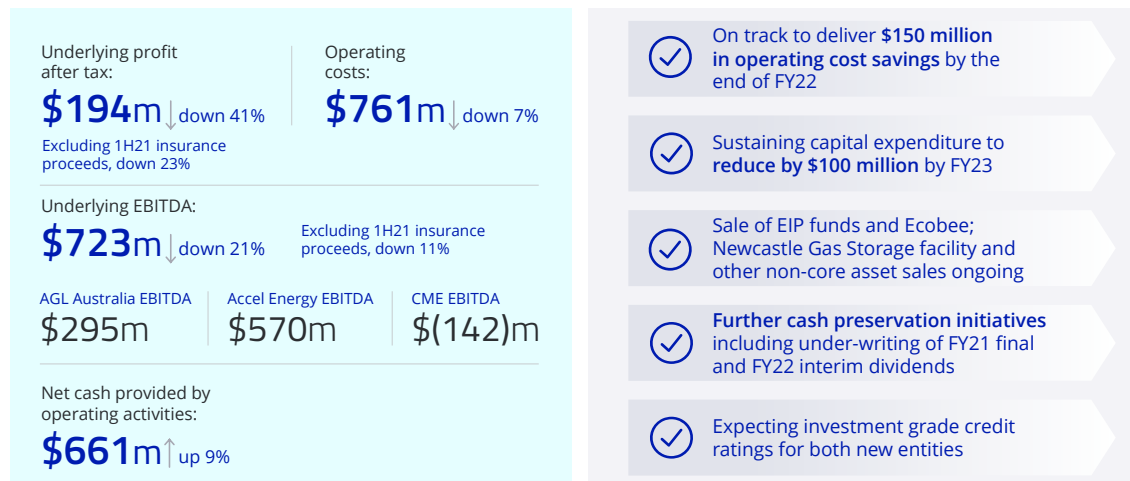 Underlying profit
after tax:
$194m down 41%
Excluding 1H21 insurance
proceeds, down 23%
Operating
costs:
$761m down 7%
Underlying EBITDA:
$723m down 21%
Excluding 1H21 insurance
proceeds, down 11%
AGL Australia EBITDA
$295m
Accel Energy EBITDA
$570m
CME EBITDA
$(142)m
Net cash provided by
operating activities:
$661m up 9%
On track to deliver $150 million
in operating cost savings by the
end of FY22
Sustaining capital expenditure to
reduce by $100 million by FY23
Sale of EIP funds and Ecobee;
Newcastle Gas Storage facility and
other non-core asset sales ongoing
Further cash preservation initiatives
including under-writing of FY21 final
and FY22 interim dividends
Expecting investment grade credit
ratings for both new entities